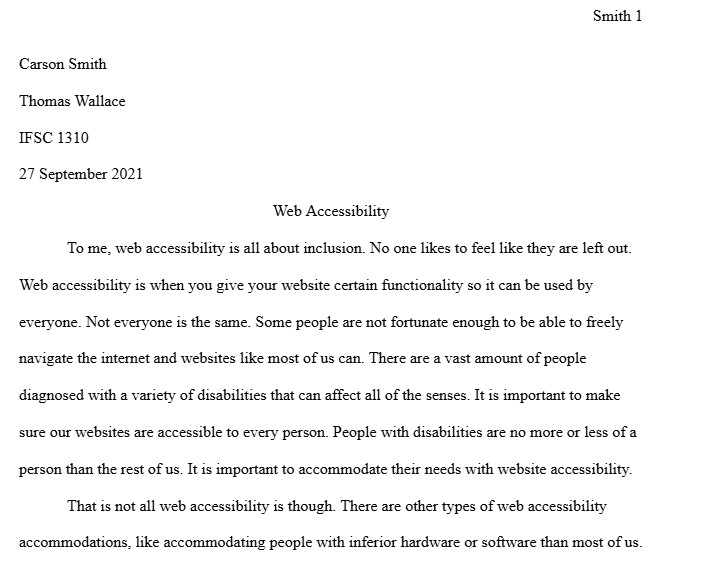 Smith 1
Carson Smith
Thomas Wallace
IFSC 1310
27 September 2021
Web Accessibility
To me, web accessibility is all about inclusion. No one likes to feel like they are left out.
Web accessibility is when you give your website certain functionality so it can be used by
everyone. Not everyone is the same. Some people are not fortunate enough to be able to freely
navigate the internet and websites like most of us can. There are a vast amount of people
diagnosed with a variety of disabilities that can affect all of the senses. It is important to make
sure our websites are accessible to every person. People with disabilities are no more or less of a
person than the rest of us. It is important to accommodate their needs with website accessibility.
That is not all web accessibility is though. There are other types of web accessibility
accommodations, like accommodating people with inferior hardware or software than most of us.